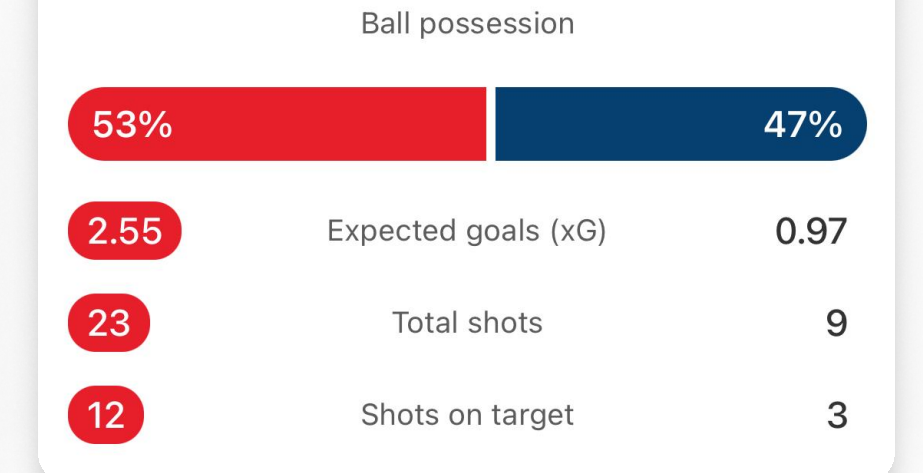 Ball possession
53% 47%
2.55 Expected goals (xG) 0.97
23 Total shots 9
12 Shots on target 3